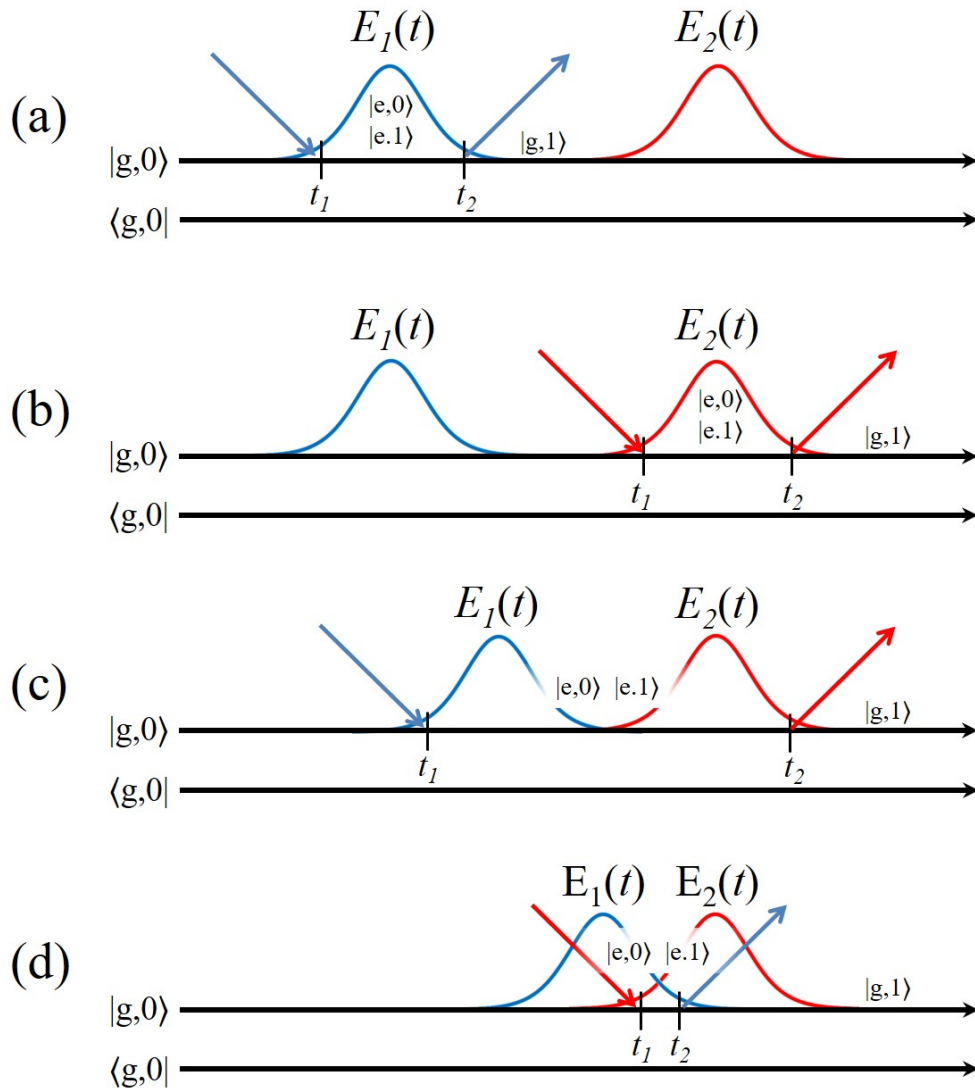 E1(t) E2(t)
(a)
|e,0⟩
|e.1⟩
|g,0⟩ |g,1⟩
t1 t2
⟨g,0|
E1(t) E2(t)
(b)
|e,0⟩
|e.1⟩
|g,0⟩ |g,1⟩
t1 t2
⟨g,0|
E1(t) E2(t)
(c)
|e,0⟩ |e.1⟩
|g,0⟩ |g,1⟩
t1 t2
⟨g,0|
E1(t) E2(t)
(d)
|e,0⟩ |e.1⟩
|g,0⟩ |g,1⟩
t1 t2
⟨g,0|